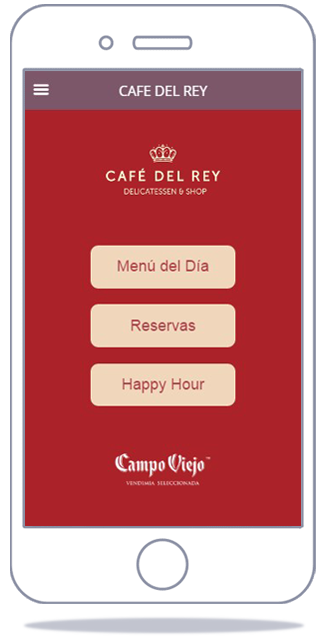 CAFE DEL REY
CAFÉ DEL REY
DELICATESSEN & SHOP
Menú del Día
Reservas
Happy Hour
Campo Viejo™
VENDIMIA SELECCIONADA